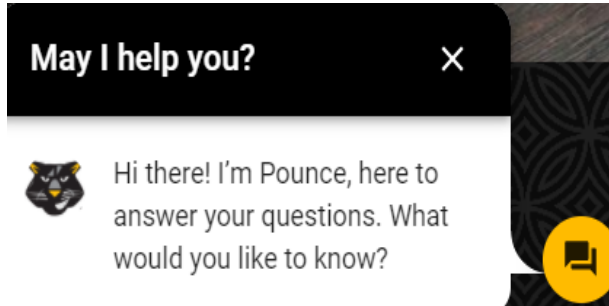 May I help you?
Hi there! I’m Pounce, here to
answer your questions. What
would you like to know?